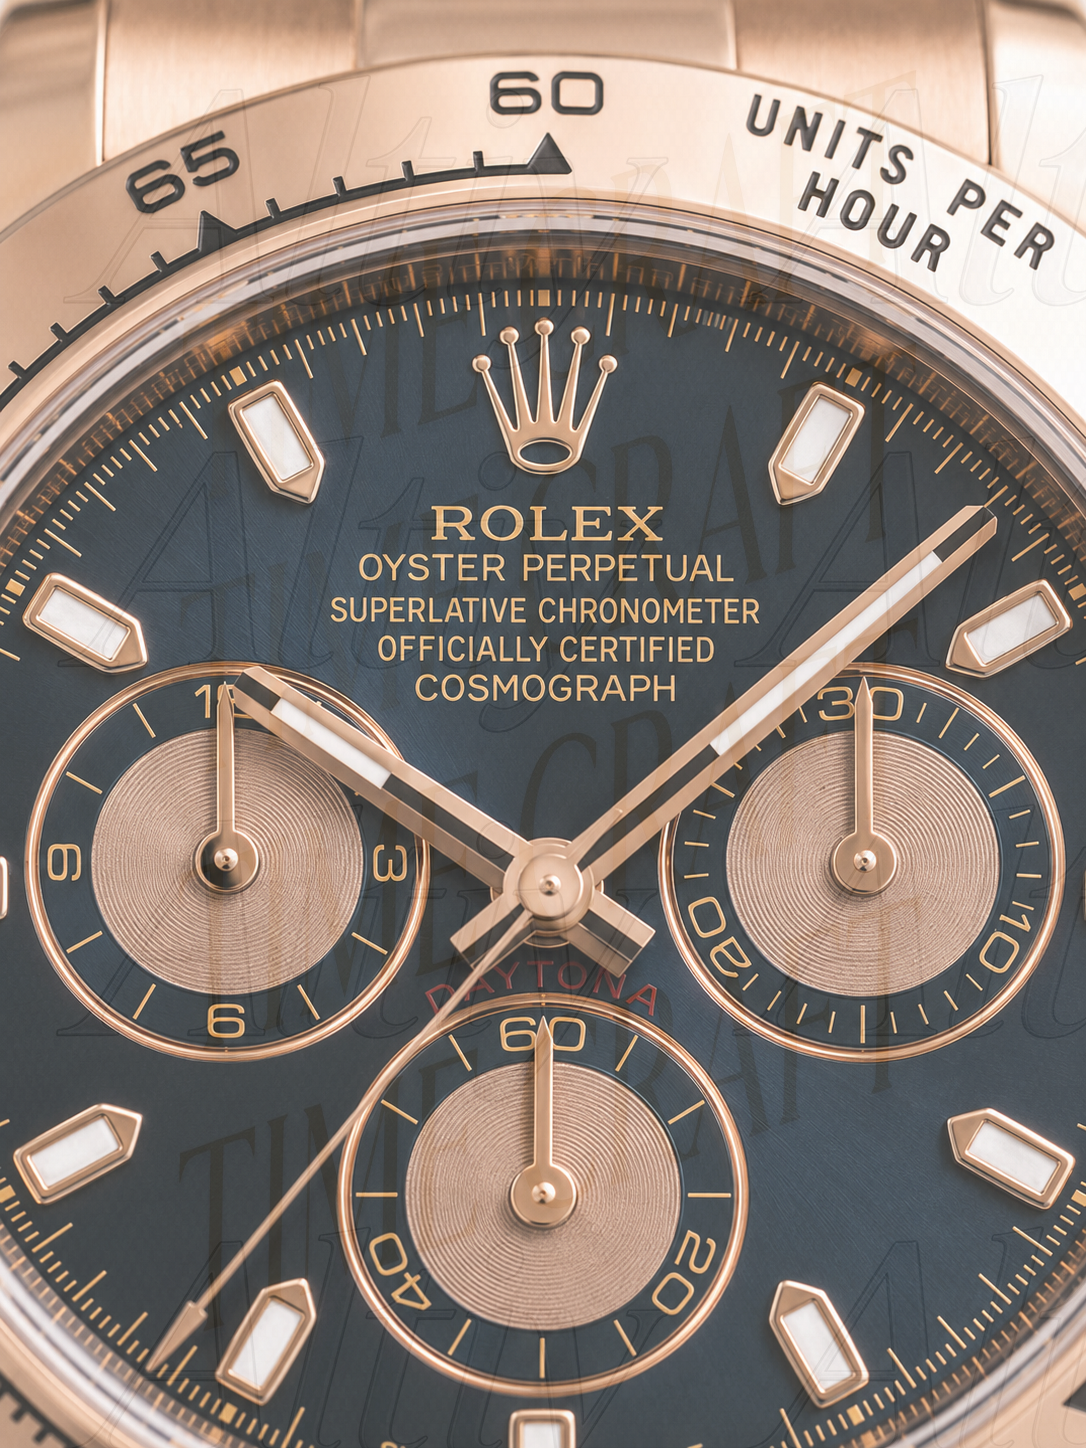 60
65
UNITS PER
HOUR
ROLEX
OYSTER PERPETUAL
SUPERLATIVE CHRONOMETER
OFFICIALLY CERTIFIED
COSMOGRAPH
30
9
3
20
10
6
DAYTONA
60
40
20
TIMECRAFT